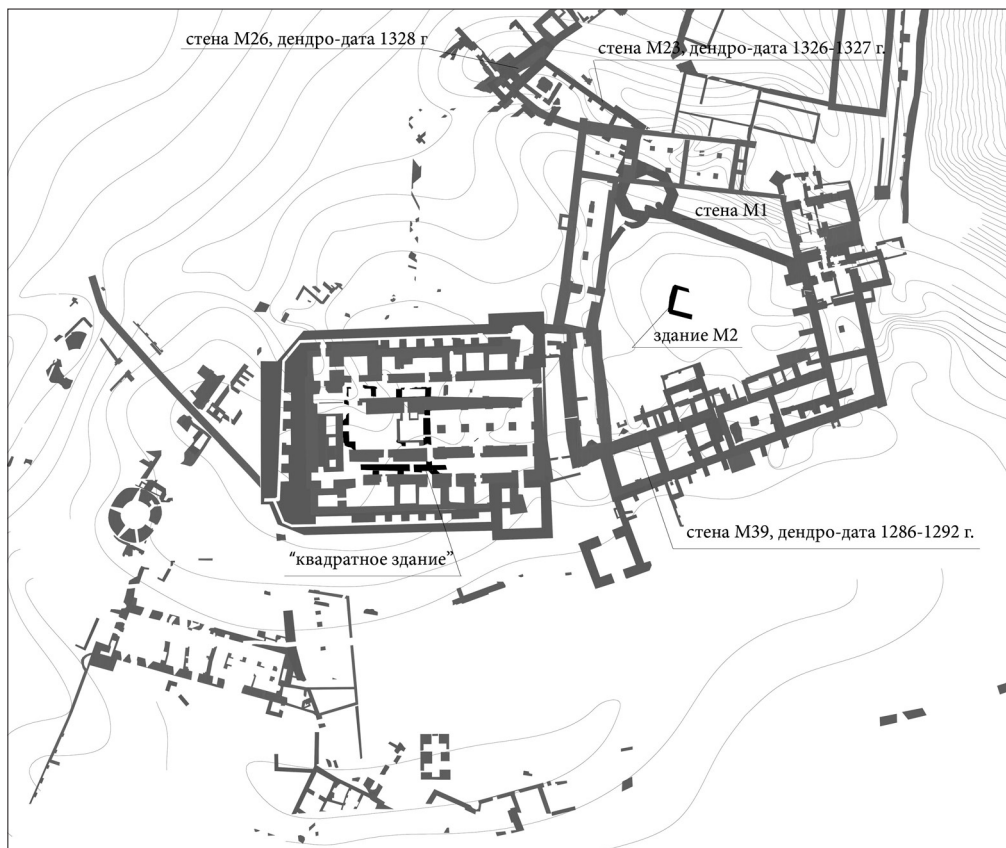 стена М26, дендро-дата 1328 г
стена М23, дендро-дата 1326-1327 г.
стена М1
здание М2
стена М39, дендро-дата 1286-1292 г.
“квадратное здание”